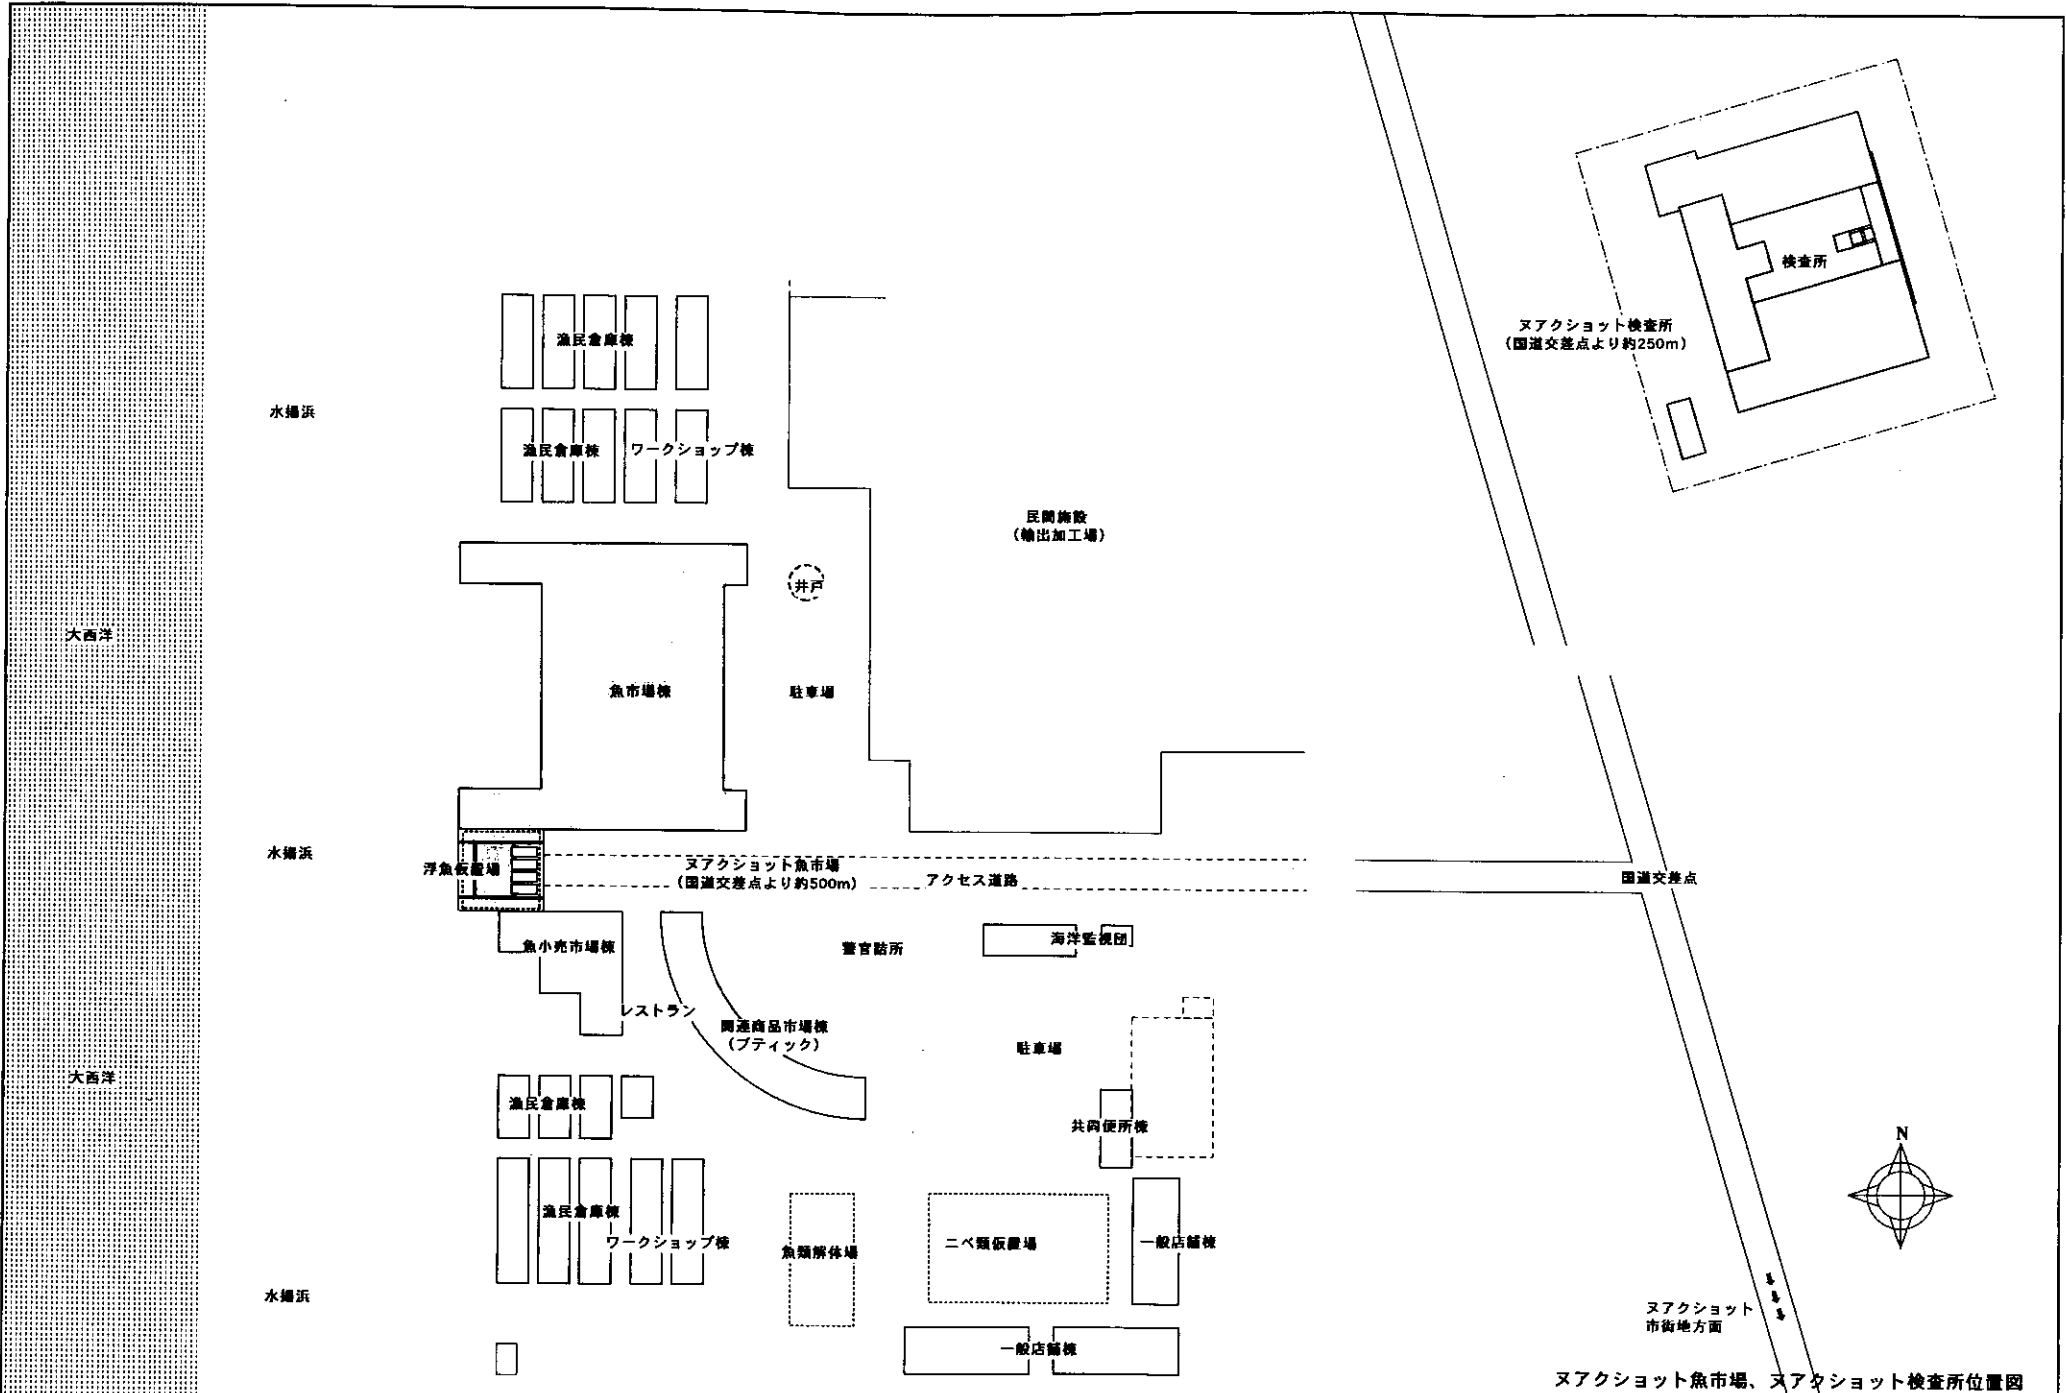 検査所
ヌアクショット検査所
（国道交差点より約250m）
漁民倉庫棟
水揚浜
漁民倉庫棟
ワークショップ棟
民間施設
（輸出加工場）
井戸
大西洋
魚市場棟
駐車場
水揚浜
浮魚仮置場
ヌアクショット魚市場
（国道交差点より約500m）
アクセス道路
国道交差点
魚小売市場棟
警官詰所
海洋監視団
レストラン
関連商品市場棟
（ブティック）
駐車場
大西洋
漁民倉庫棟
共同便所棟
N
漁民倉庫棟
ワークショップ棟
魚類解体場
ニベ類仮置場
一般店舗棟
水揚浜
ヌアクショット
市街地方面
一般店舗棟
ヌアクショット魚市場、ヌアクショット検査所位置図